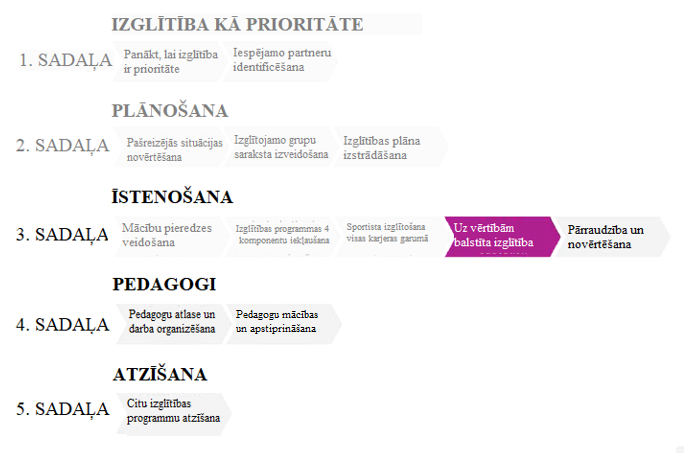 IZGLĪTĪBA KĀ PRIORITĀTE
1. SADAĻA
Panākt, lai izglītība
ir prioritāte
Iespējamo partneru
identificēšana
PLĀNOŠANA
2. SADAĻA
Pašreizējās situācijas
novērtēšana
Izglītojamo grupu
saraksta izveidošana
Izglītības plāna
izstrādāšana
ĪSTENOŠANA
3. SADAĻA
Mācību pieredzes
veidošana
Izglītības programmas 4
komponentu iekļaušana
Sportista izglītošana
visas karjeras garumā
Uz vērtībām
balstīta izglītība
Pārraudzība un
novērtēšana
PEDAGOGI
4. SADAĻA
Pedagogu atlase un
darba organizēšana
Pedagogu mācības
un apstiprināšana
ATZĪŠANA
5. SADAĻA
Citu izglītības
programmu atzīšana